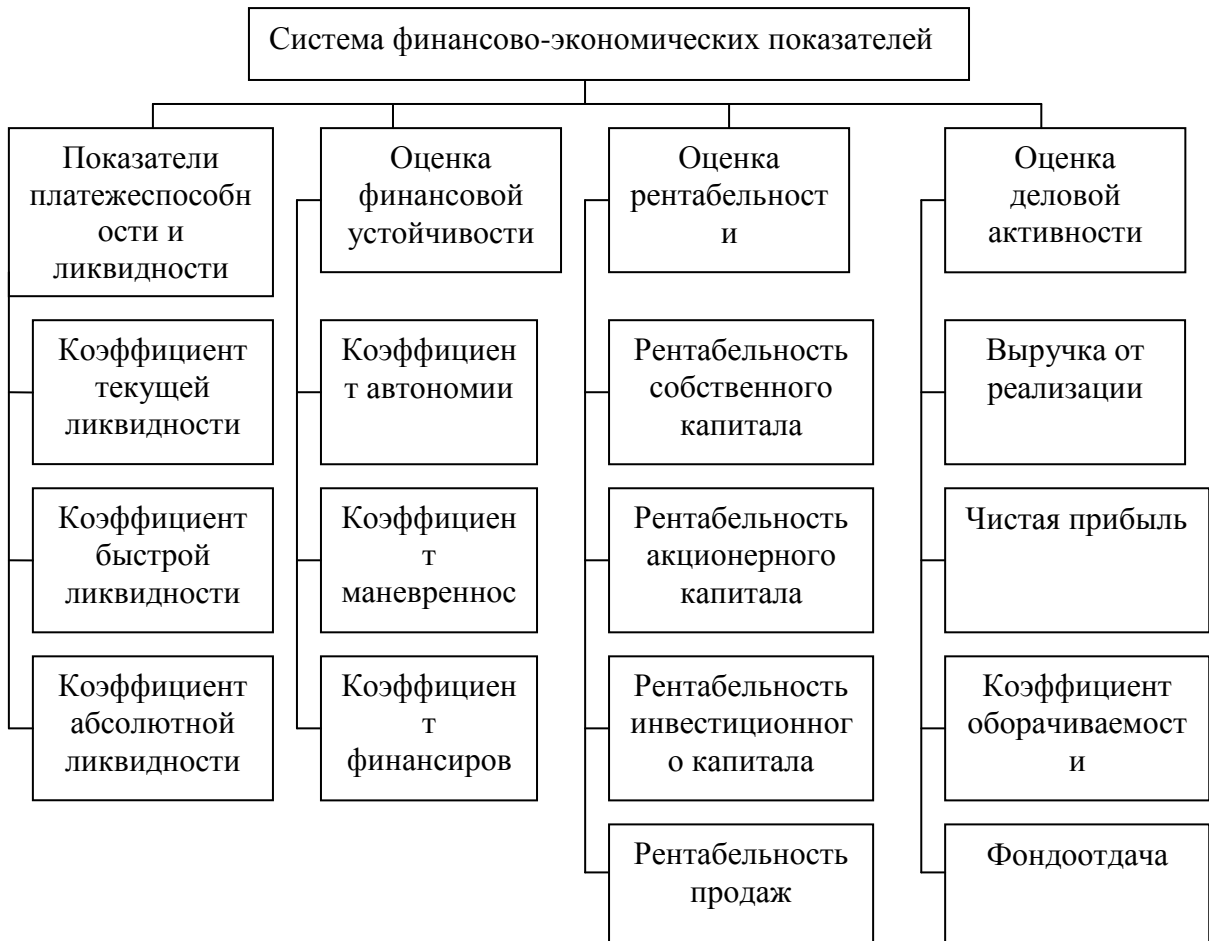 Система финансово-экономических показателей
Показатели
платежеспособн
ости и
ликвидности
Коэффициент
текущей
ликвидности
Коэффициент
быстрой
ликвидности
Коэффициент
абсолютной
ликвидности
Оценка
финансовой
устойчивости
Коэффициен
т автономии
Коэффициен
т
маневреннос
Коэффициен
т
финансиров
Оценка
рентабельност
и
Рентабельность
собственного
капитала
Рентабельность
акционерного
капитала
Рентабельность
инвестиционног
о капитала
Рентабельность
продаж
Оценка
деловой
активности
Выручка от
реализации
Чистая прибыль
Коэффициент
оборачиваемост
и
Фондоотдача